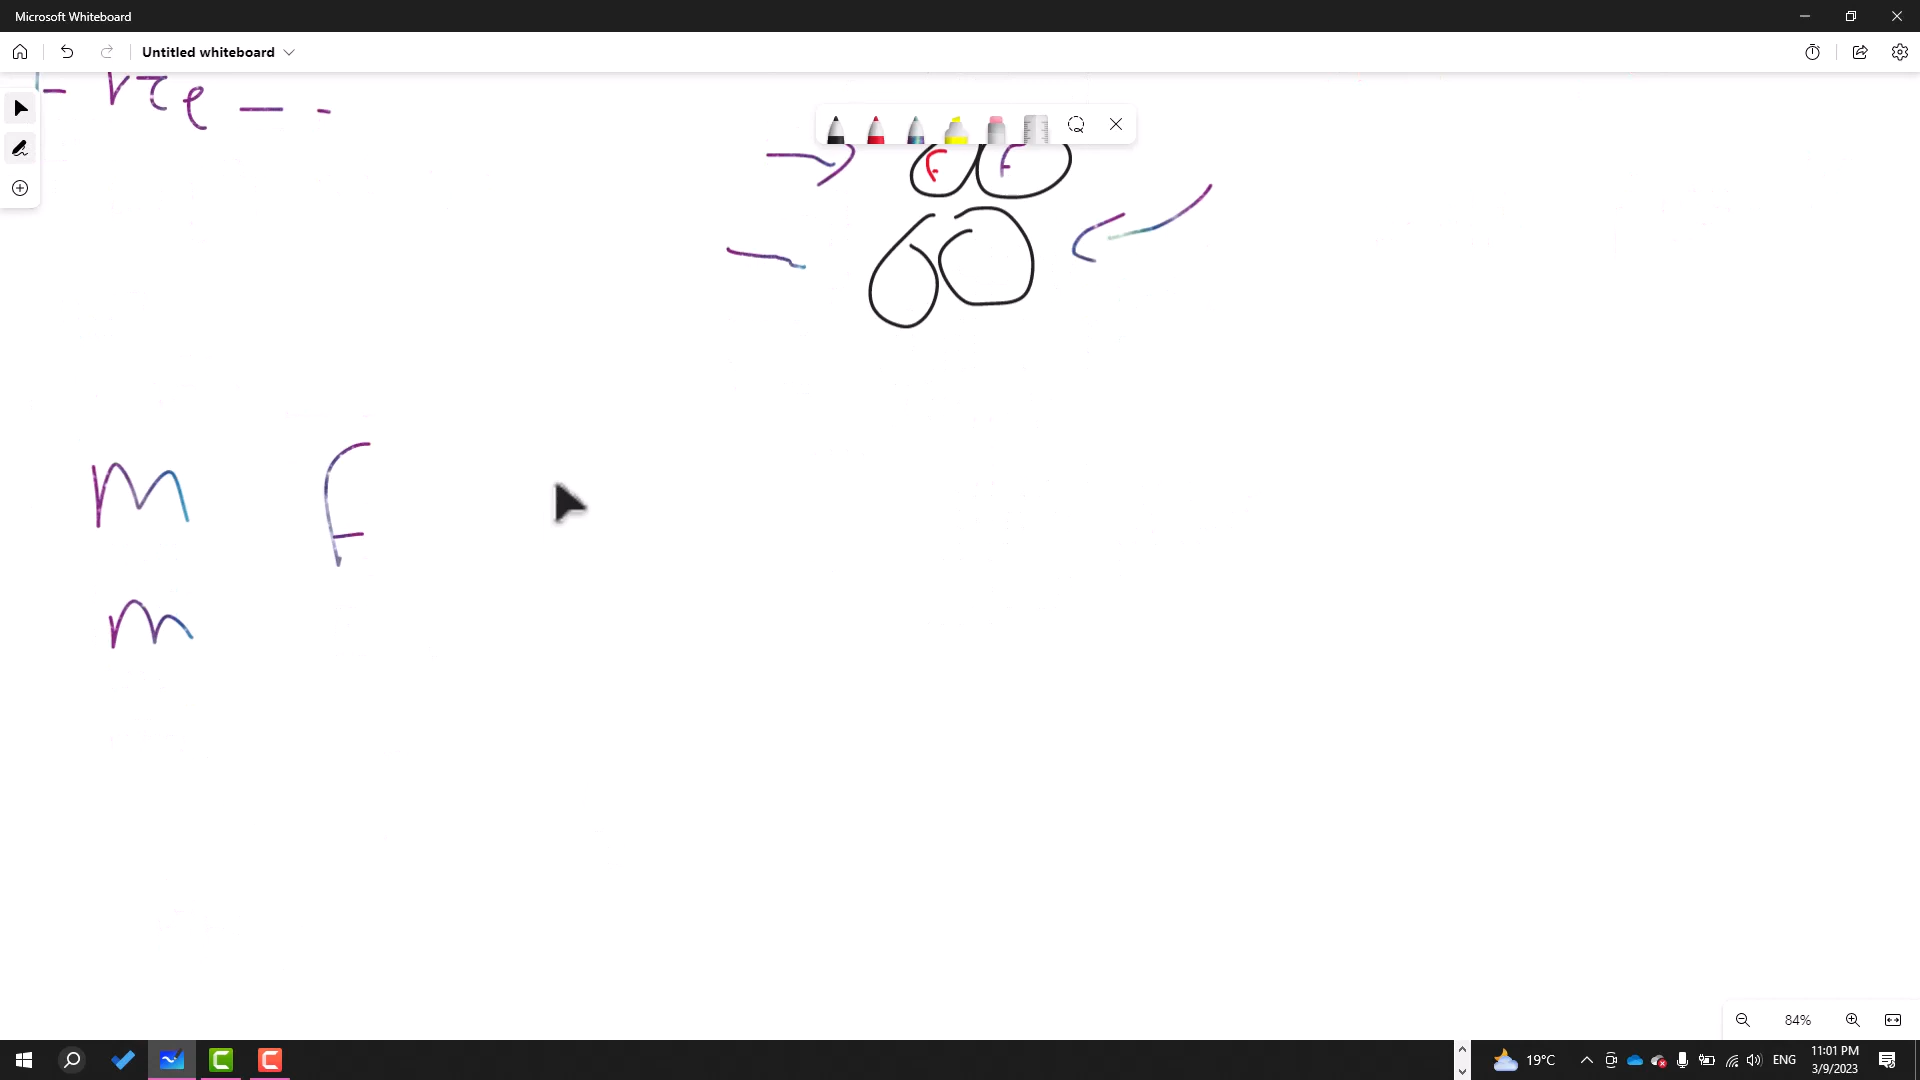 Microsoft Whiteboard
Untitled whiteboard
F F
M F
m
84%
19°C
ENG
11:01 PM
3/9/2023